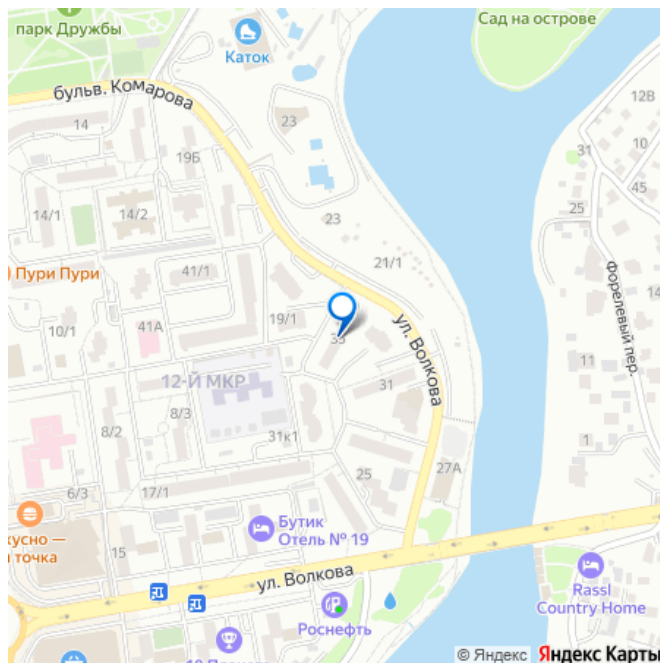 парк Дружбы
Сад на острове
Каток
бульв. Комарова
12В
14
23
10
31
19Б
45
25
14/1
14/2
23
21/1
Форелевый пер.
Пури Пури
41/1
14
10/1
41А
19/1
ул. Волкова
11
12-Й МКР
31
8/3
8/2
31к1
1
25
27А
6/3
17/1
Бутик
Отель № 19
кусно —
и точка
15
ул. Волкова
Rassl
Country Home
Роснефть
© Яндекс Яндекс Карты